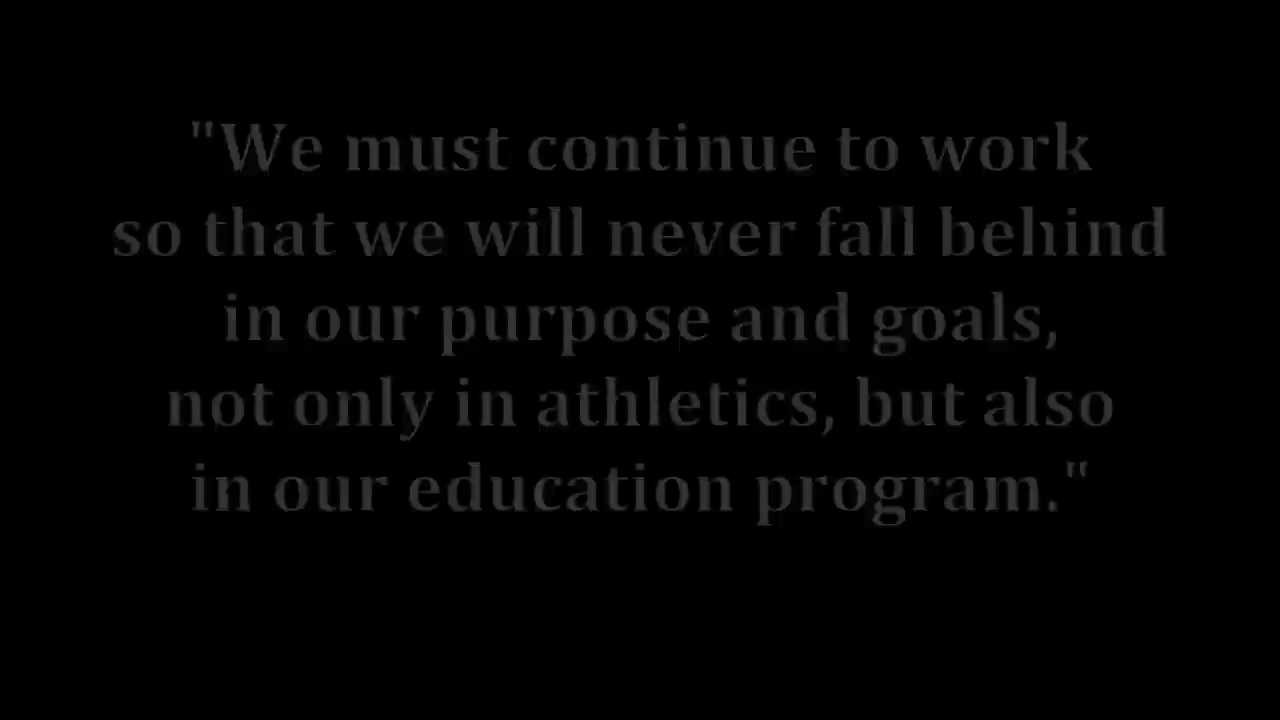 "We must continue to work
so that we will never fall behind
in our purpose and goals,
not only in athletics, but also
in our education program."